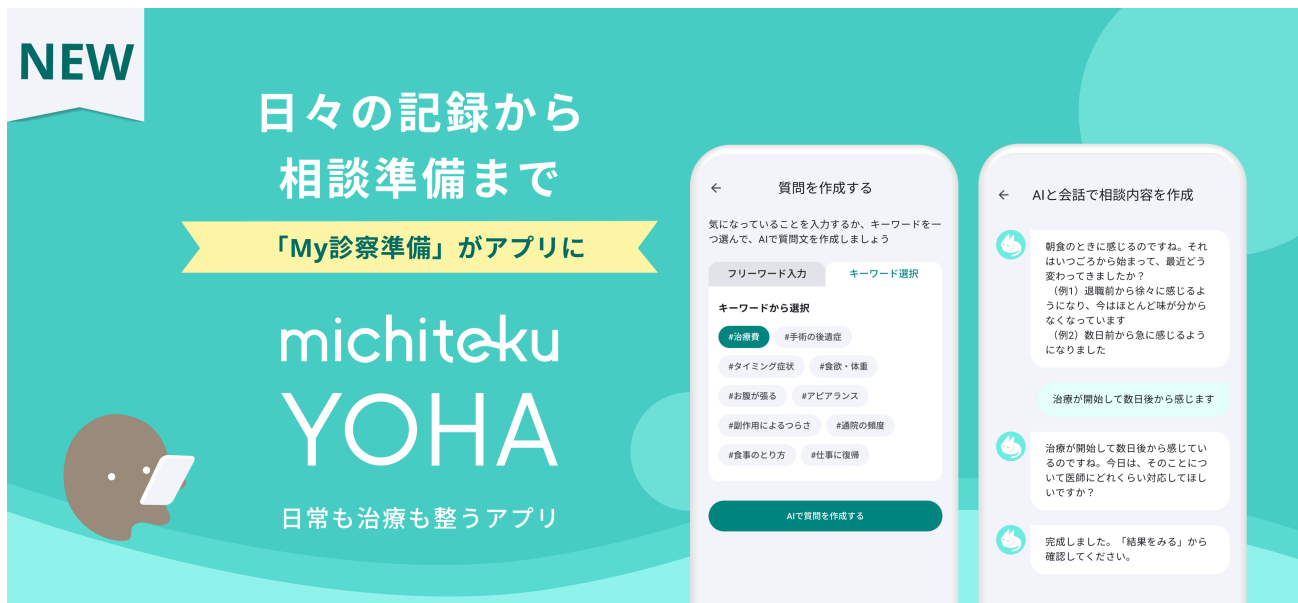 NEW
日々の記録から
相談準備まで
「My診察準備」がアプリに
michiteku
YOHA
日常も治療も整うアプリ
← 質問を作成する
気になっていることを入力するか、キーワードを一
つ選んで、AIで質問文を作成しましょう
フリーワード入力 キーワード選択
キーワードから選択
#治療費 #手術の後遺症
#タイミング症状 #食欲・体重
#お腹が張る #アピアランス
#副作用によるつらさ #通院の頻度
#食事のとり方 #仕事に復帰
AIで質問を作成する
← AIと会話で相談内容を作成
朝食のときに感じるのですね。それ
はいつごろから始まって、最近どう
変わってきましたか？
（例1）退職前から徐々に感じるよ
うになり、今はほとんど味が分から
なくなっています
（例2）数日前から急に感じるよう
になりました
治療が開始して数日後から感じます
治療が開始して数日後から感じてい
るのですね。今日は、そのことにつ
いて医師にどれくらい対応してほし
いですか？
完成しました。「結果をみる」から
確認してください。